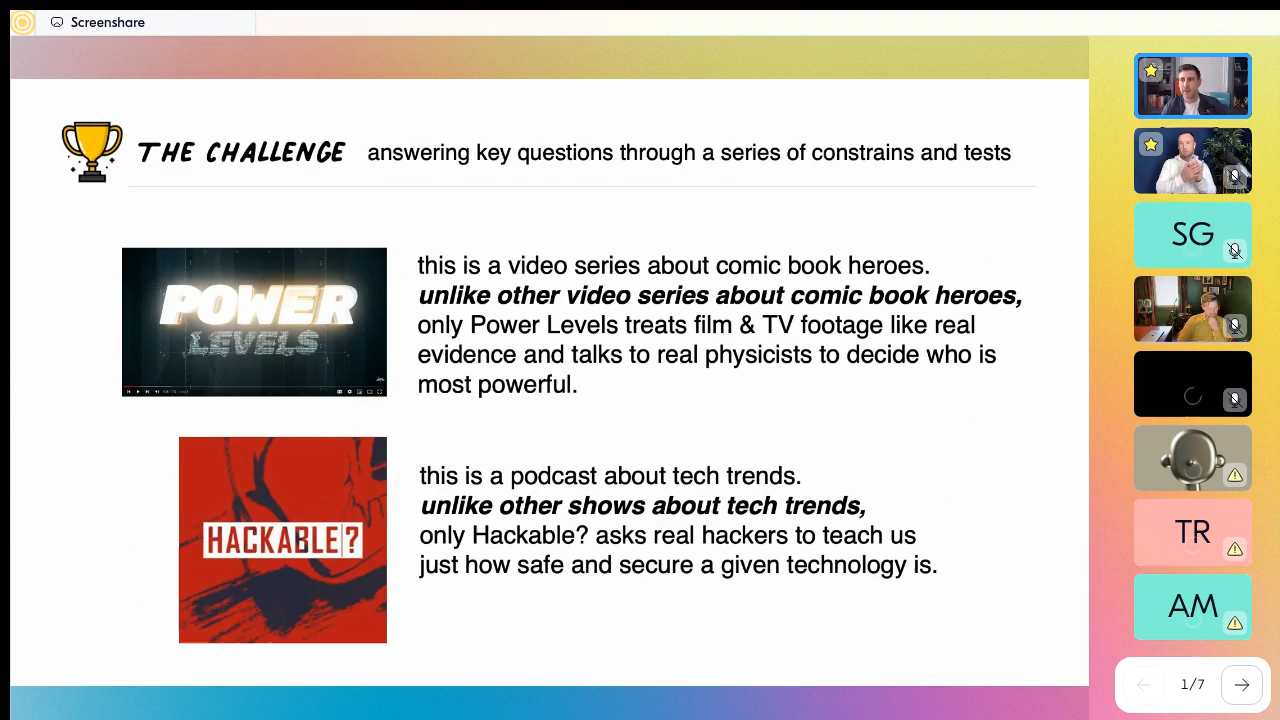 Screenshare
THE CHALLENGE answering key questions through a series of constrains and tests
POWER
LEVELS
this is a video series about comic book heroes.
unlike other video series about comic book heroes,
only Power Levels treats film & TV footage like real
evidence and talks to real physicists to decide who is
most powerful.
HACKABLE?
this is a podcast about tech trends.
unlike other shows about tech trends,
only Hackable? asks real hackers to teach us
just how safe and secure a given technology is.
SG
TR
AM
1/7